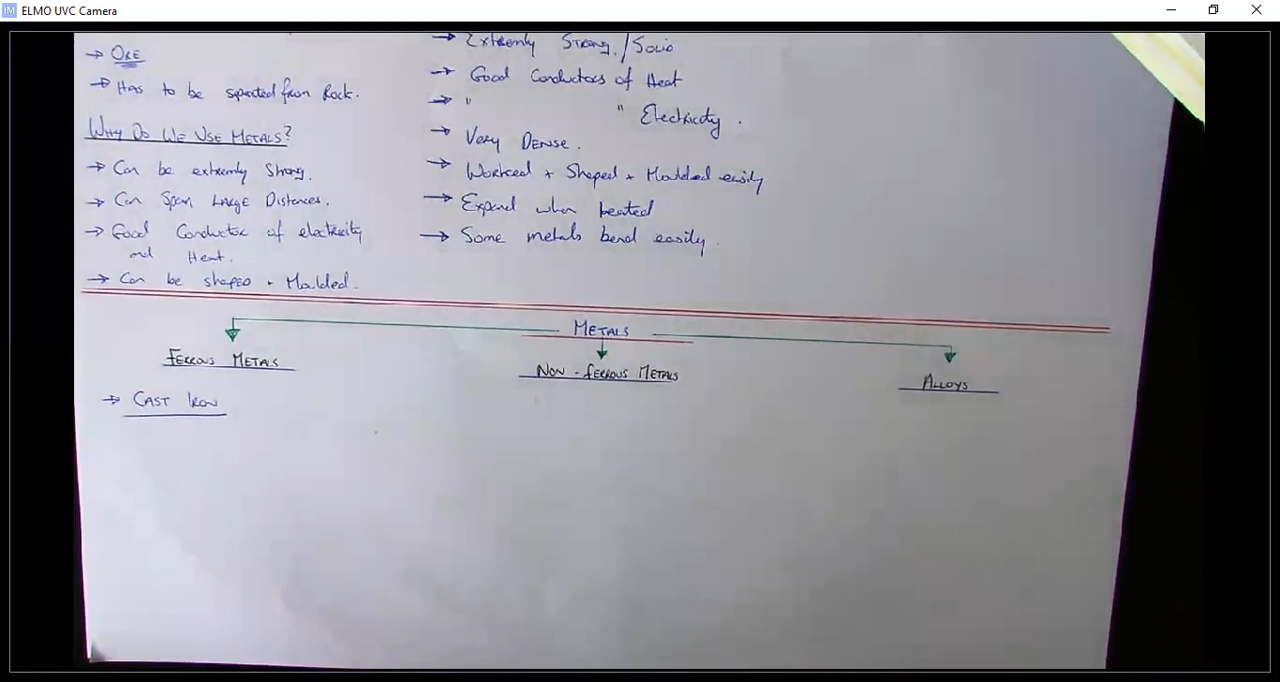 ELMO UVC Camera
→ ORE
→ Has to be seperated from Rock.
WHY DO WE USE METALS?
→ Can be extremly Strong.
→ Can Span LARGE Distances.
→ Good Conductor of electricity
and Heat.
→ Can be SHAPED + Moulded.
→ Extremly STRONG. / Solid
→ Good Conductors of Heat
→ " " Electricity.
→ Very DENSE.
→ Worked + Shaped + Moulded easily
→ Expand when heated
→ Some metals bend easily.
METALS
FERROUS METALS
NON-FERROUS METALS
ALLOYS
→ CAST IRON